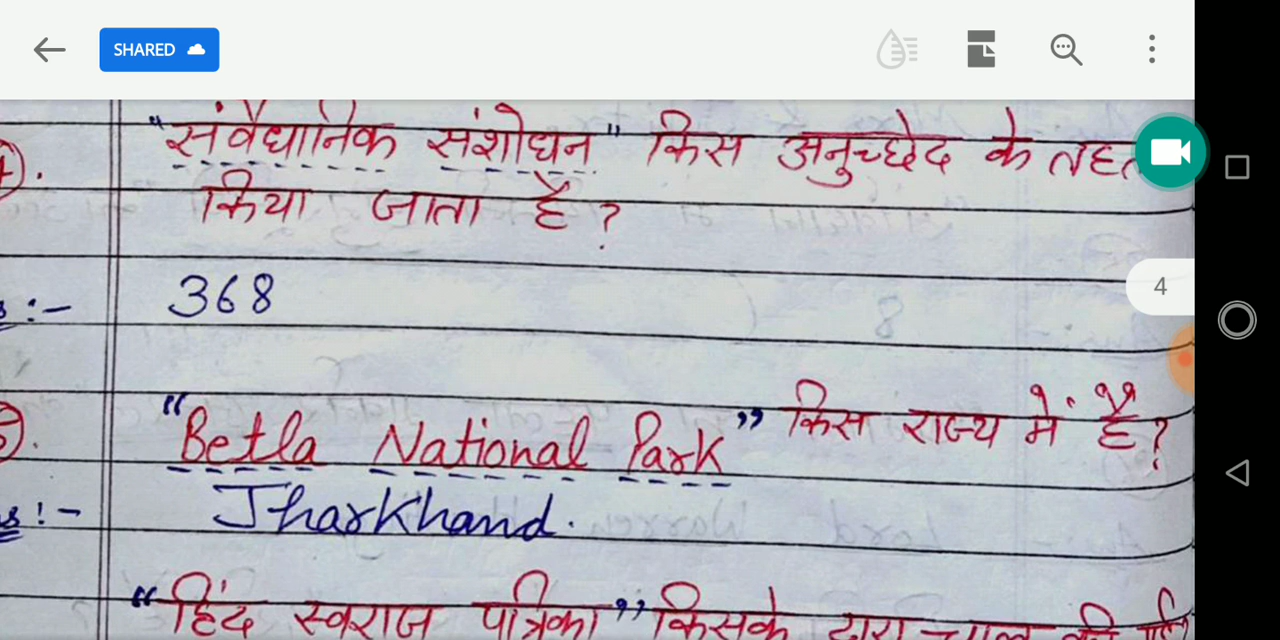 SHARED
"संवैधानिक संशोधन" किस अनुच्छेद के तहत
किया जाता है ?
368
4
"Betla National Park" किस राज्य में है ?
Jharkhand.
"हिंद स्वराज पत्रिका" किसके द्वारा